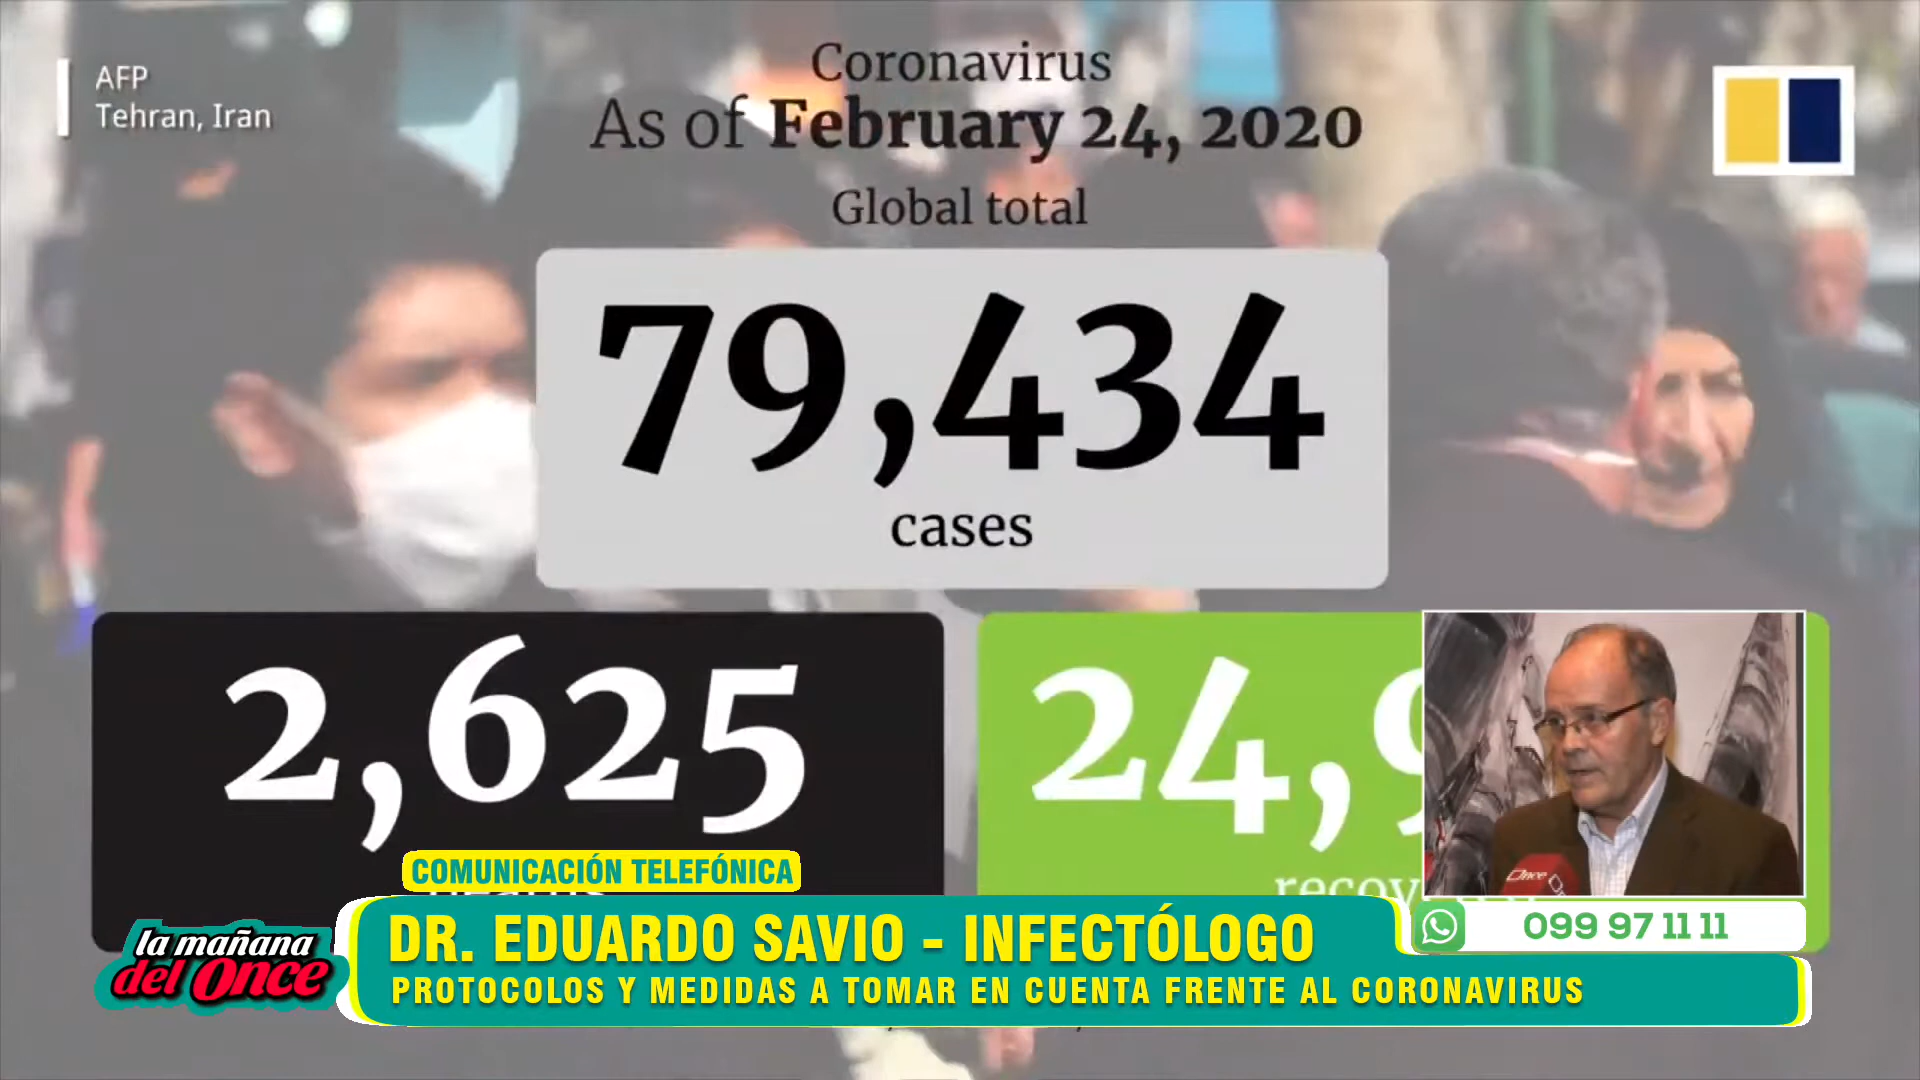 AFP
Tehran, Iran
Coronavirus
As of February 24, 2020
Global total
79,434
cases
2,625
24,9
COMUNICACIÓN TELEFÓNICA
la mañana
del Once
DR. EDUARDO SAVIO - INFECTÓLOGO
PROTOCOLOS Y MEDIDAS A TOMAR EN CUENTA FRENTE AL CORONAVIRUS
Once
099 97 11 11